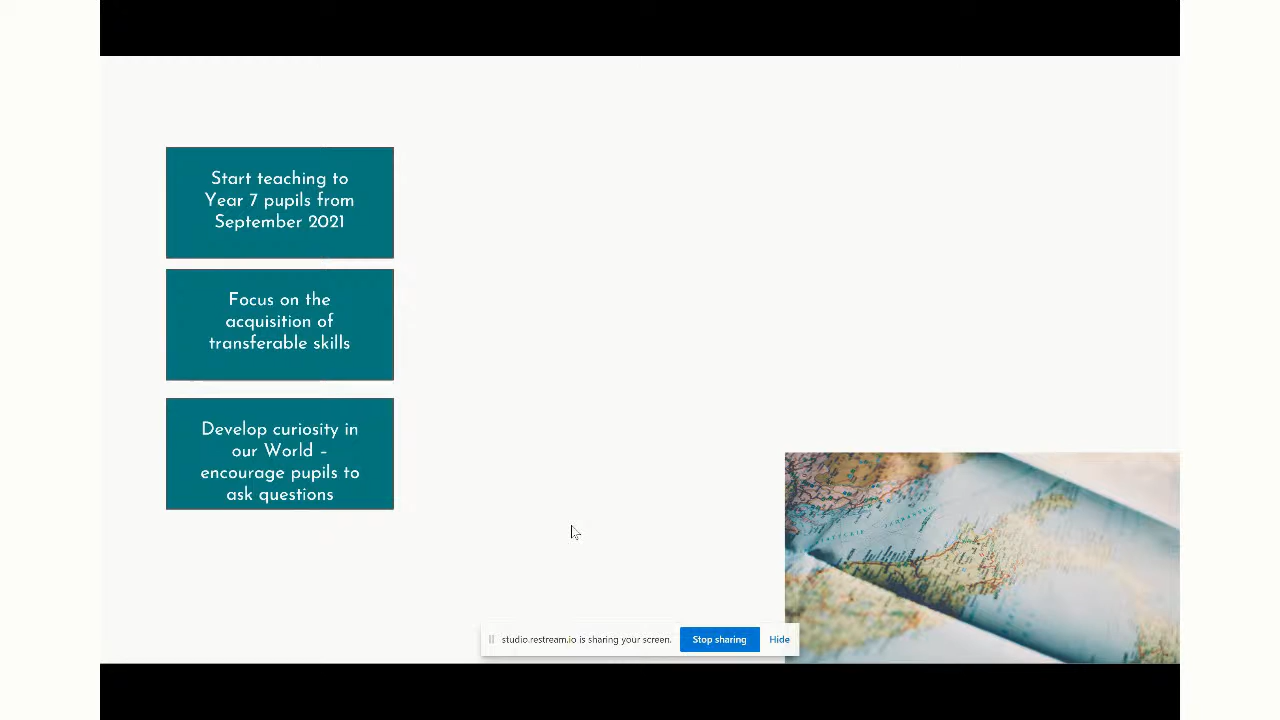 Start teaching to
Year 7 pupils from
September 2021
Focus on the
acquisition of
transferable skills
Develop curiosity in
our World –
encourage pupils to
ask questions
studio.restream.io is sharing your screen.
Stop sharing
Hide